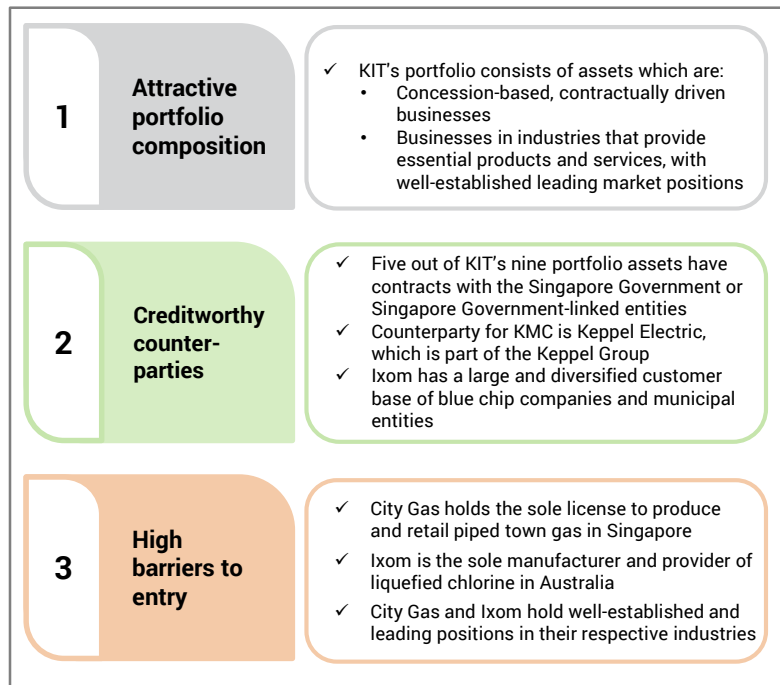 1
Attractive
portfolio
composition
✓ KIT's portfolio consists of assets which are:
• Concession-based, contractually driven
businesses
• Businesses in industries that provide
essential products and services, with
well-established leading market positions
2
Creditworthy
counter-
parties
✓ Five out of KIT’s nine portfolio assets have
contracts with the Singapore Government or
Singapore Government-linked entities
✓ Counterparty for KMC is Keppel Electric,
which is part of the Keppel Group
✓ Ixom has a large and diversified customer
base of blue chip companies and municipal
entities
3
High
barriers to
entry
✓ City Gas holds the sole license to produce
and retail piped town gas in Singapore
✓ Ixom is the sole manufacturer and provider of
liquefied chlorine in Australia
✓ City Gas and Ixom hold well-established and
leading positions in their respective industries